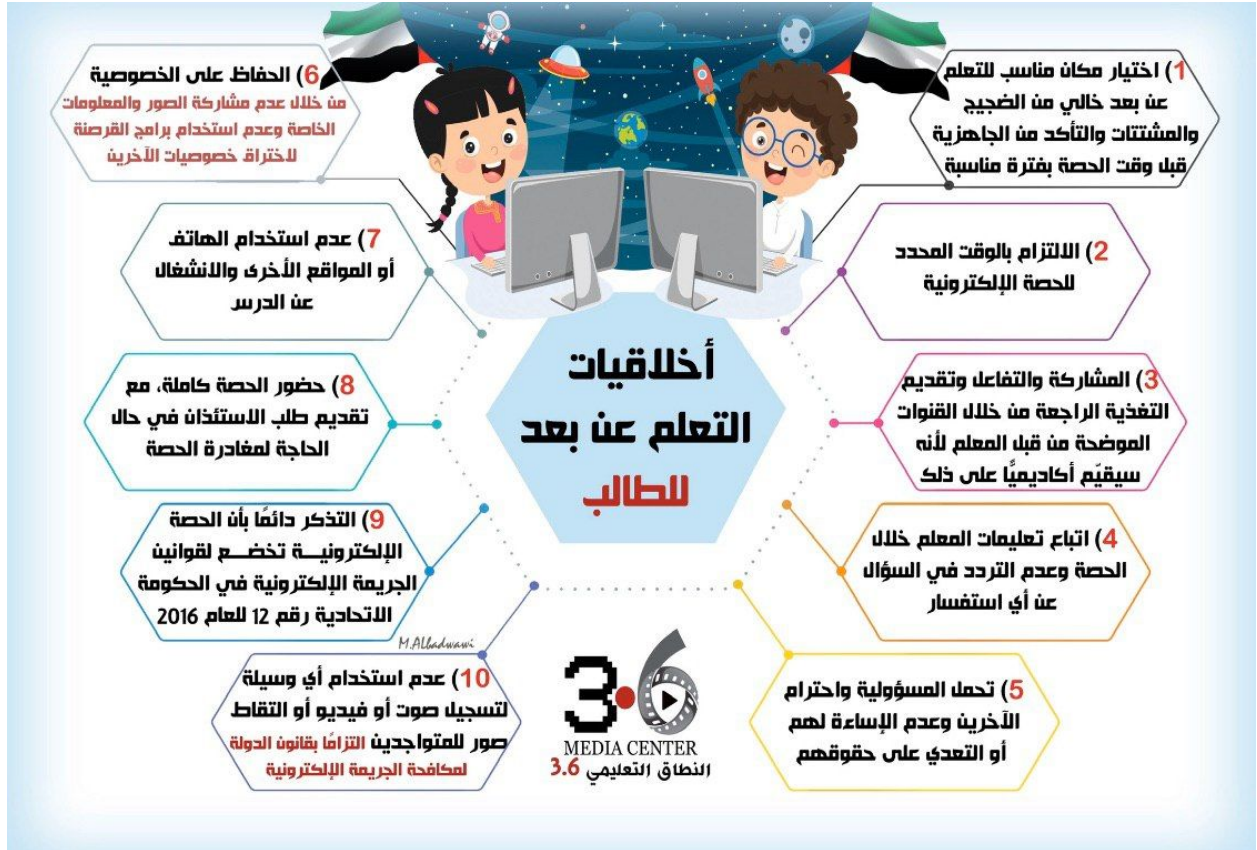 أخلاقيات
التعلم عن بعد
للطالب
1) اختيار مكان مناسب للتعلم
عن بعد خالي من الضجيج
والمشتتات والتأكد من الجاهزية
قبل وقت الحصة بفترة مناسبة
2) الالتزام بالوقت المحدد
للحصة الإلكترونية
3) المشاركة والتفاعل وتقديم
التغذية الراجعة من خلال القنوات
الموضحة من قبل المعلم لأنه
سيقيّم أكاديميًا على ذلك
4) اتباع تعليمات المعلم خلال
الحصة وعدم التردد في السؤال
عن أي استفسار
5) تحمل المسؤولية واحترام
الآخرين وعدم الإساءة لهم
أو التعدي على حقوقهم
6) الحفاظ على الخصوصية
من خلال عدم مشاركة الصور والمعلومات
الخاصة وعدم استخدام برامج القرصنة
لاختراق خصوصيات الآخرين
7) عدم استخدام الهاتف
أو المواقع الأخرى والانشغال
عن الدرس
8) حضور الحصة كاملة، مع
تقديم طلب الاستئذان في حال
الحاجة لمغادرة الحصة
9) التذكر دائمًا بأن الحصة
الإلكترونيـــة تخضـــع لقوانين
الجريمة الإلكترونية في الحكومة
الاتحادية رقم 12 للعام 2016
M.Albadwawi
10) عدم استخدام أي وسيلة
لتسجيل صوت أو فيديو أو التقاط
صور للمتواجدين التزامًا بقانون الدولة
لمكافحة الجريمة الإلكترونية
3.6
MEDIA CENTER
النطاق التعليمي 3.6